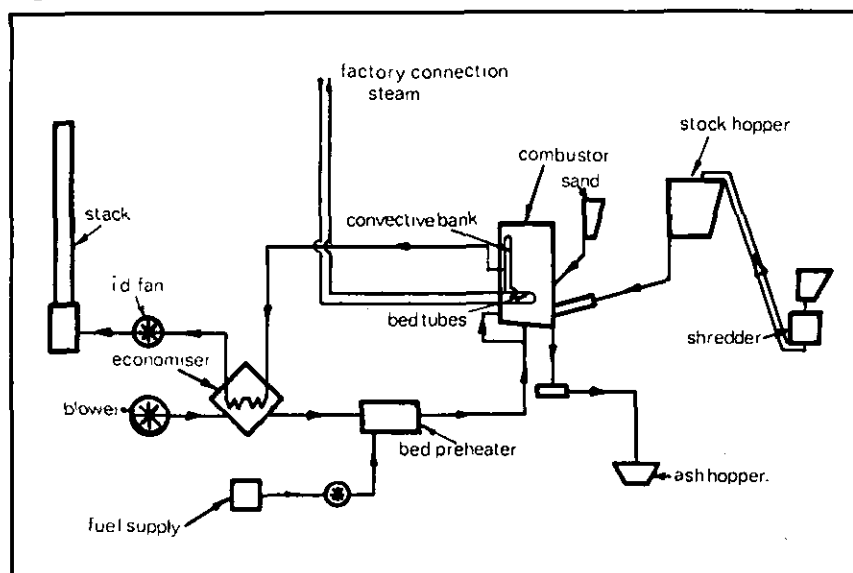 factory connection
steam
stock hopper
combustor
sand
convective bank
stack
i d fan
bed tubes
shredder
economiser
blower
bed preheater
ash hopper.
fuel supply